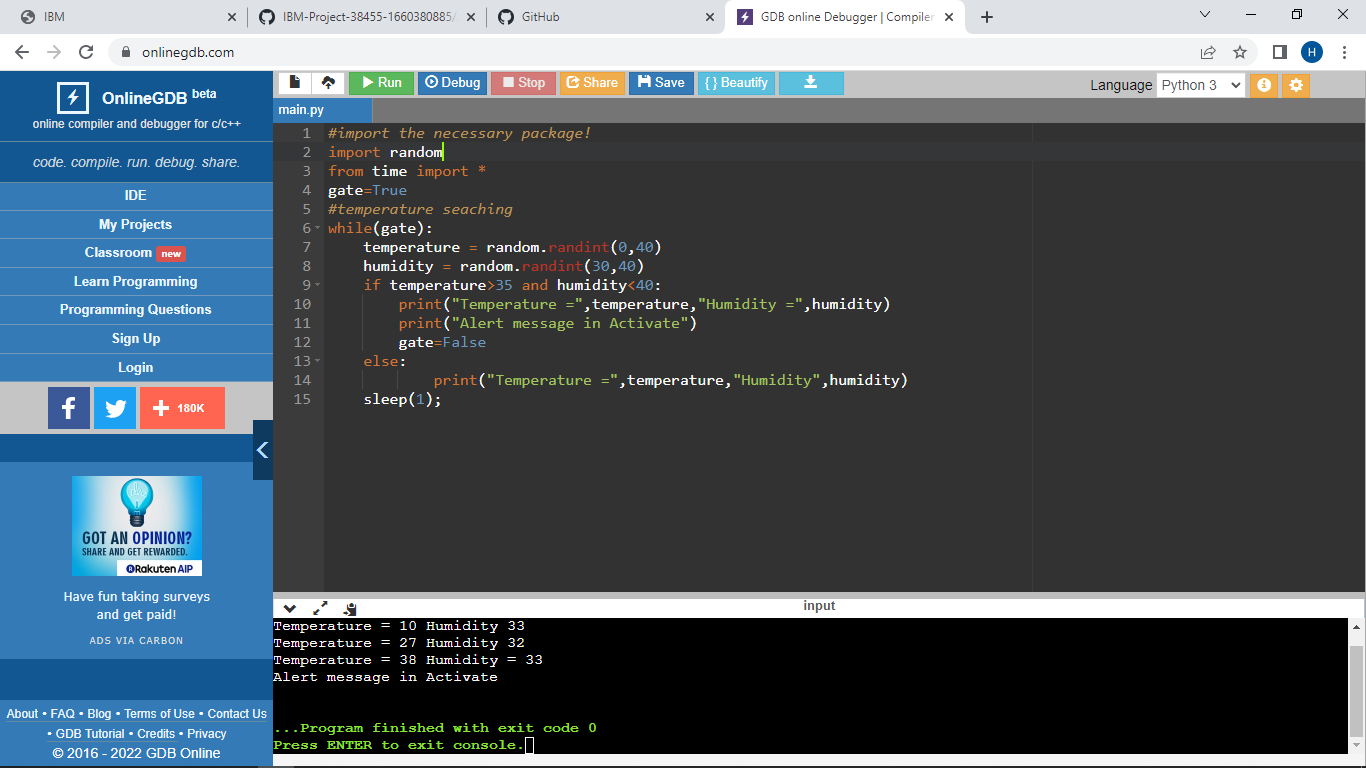 IBM
IBM-Project-38455-1660380885/
GitHub
GDB online Debugger | Compiler
onlinegdb.com
H
OnlineGDB beta
online compiler and debugger for c/c++
code. compile. run. debug. share.
IDE
My Projects
Classroom new
Learn Programming
Programming Questions
Sign Up
Login
180K
GOT AN OPINION?
SHARE AND GET REWARDED.
Rakuten AIP
Have fun taking surveys
and get paid!
ADS VIA CARBON
About • FAQ • Blog • Terms of Use • Contact Us
• GDB Tutorial • Credits • Privacy
© 2016 - 2022 GDB Online
Run Debug Stop Share Save { } Beautify
Language Python 3
main.py
1 #import the necessary package!
2 import random
3 from time import *
4 gate=True
5 #temperature seaching
6 while(gate):
7     temperature = random.randint(0,40)
8     humidity = random.randint(30,40)
9     if temperature>35 and humidity<40:
10         print("Temperature =",temperature,"Humidity =",humidity)
11         print("Alert message in Activate")
12         gate=False
13     else:
14             print("Temperature =",temperature,"Humidity",humidity)
15     sleep(1);
input
Temperature = 10 Humidity 33
Temperature = 27 Humidity 32
Temperature = 38 Humidity = 33
Alert message in Activate
...Program finished with exit code 0
Press ENTER to exit console.